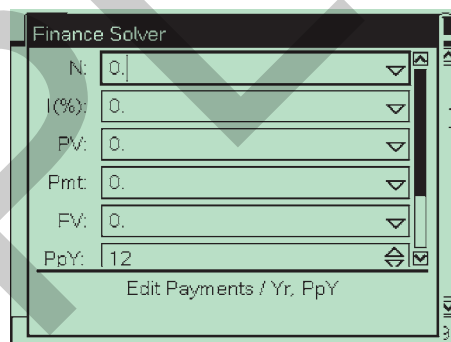 Finance Solver
N: 0.
I(%): 0.
PV: 0.
Pmt: 0.
FV: 0.
PpY: 12
Edit Payments / Yr, PpY